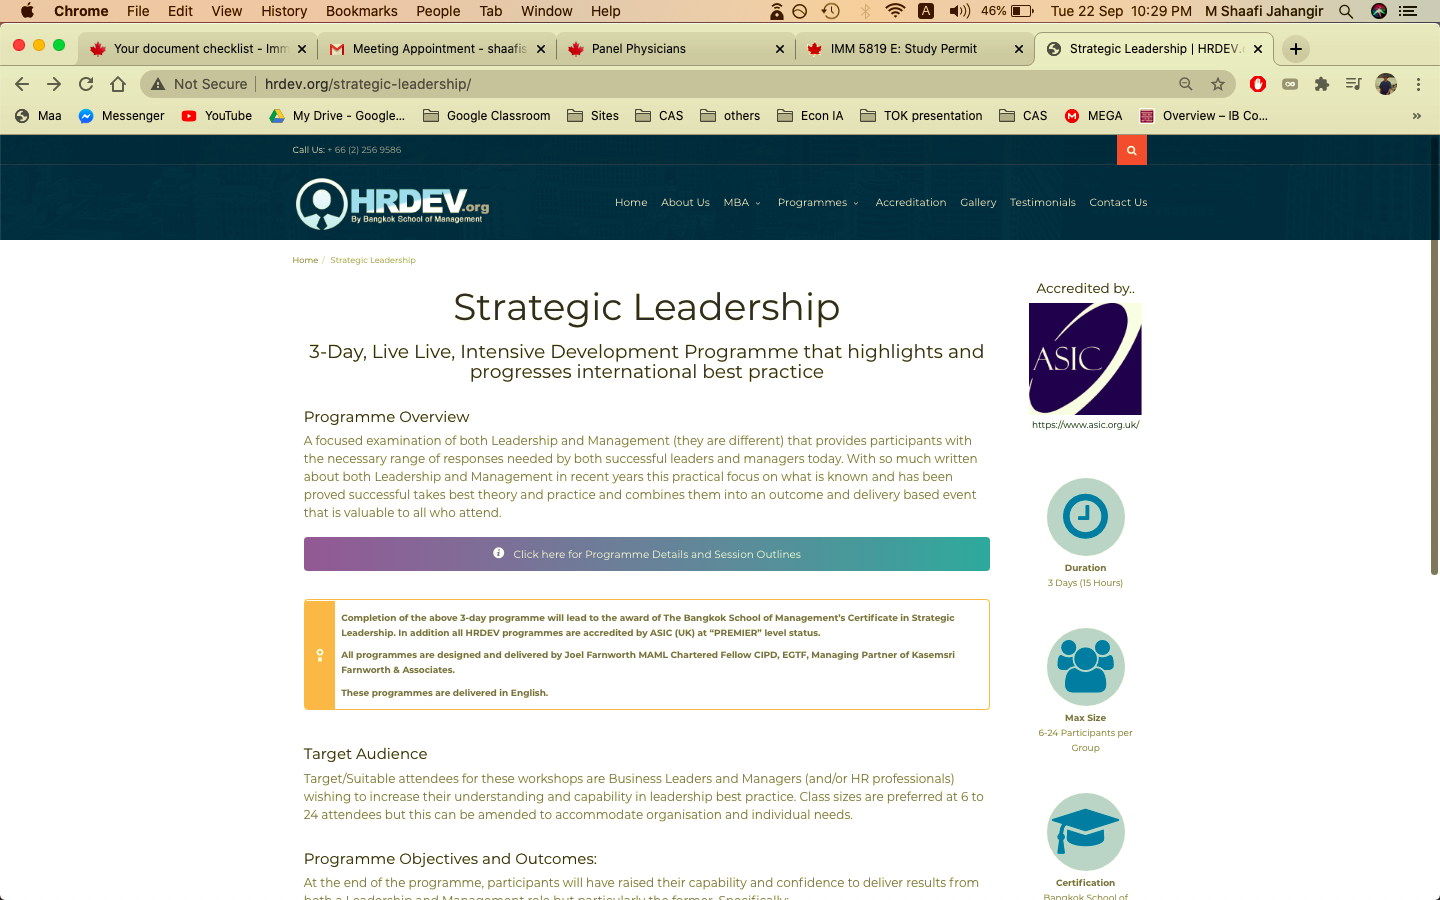 Chrome File Edit View History Bookmarks People Tab Window Help A 46% Tue 22 Sep 10:29 PM M Shaafi Jahangir
Your document checklist - Imm Meeting Appointment - shaafis Panel Physicians IMM 5819 E: Study Permit Strategic Leadership | HRDEV.
Not Secure hrdev.org/strategic-leadership/
Maa Messenger YouTube My Drive - Google... Google Classroom Sites CAS others Econ IA TOK presentation CAS MEGA Overview – IB Co... »
Call Us: + 66 (2) 256 9586
HRDEV.org
By Bangkok School of Management
Home About Us MBA Programmes Accreditation Gallery Testimonials Contact Us
Home / Strategic Leadership
Strategic Leadership
3-Day, Live Live, Intensive Development Programme that highlights and
progresses international best practice
Programme Overview
A focused examination of both Leadership and Management (they are different) that provides participants with
the necessary range of responses needed by both successful leaders and managers today. With so much written
about both Leadership and Management in recent years this practical focus on what is known and has been
proved successful takes best theory and practice and combines them into an outcome and delivery based event
that is valuable to all who attend.
Click here for Programme Details and Session Outlines
Completion of the above 3-day programme will lead to the award of The Bangkok School of Management's Certificate in Strategic
Leadership. In addition all HRDEV programmes are accredited by ASIC (UK) at “PREMIER” level status.
All programmes are designed and delivered by Joel Farnworth MAML Chartered Fellow CIPD, EGTF, Managing Partner of Kasemsri
Farnworth & Associates.
These programmes are delivered in English.
Target Audience
Target/Suitable attendees for these workshops are Business Leaders and Managers (and/or HR professionals)
wishing to increase their understanding and capability in leadership best practice. Class sizes are preferred at 6 to
24 attendees but this can be amended to accommodate organisation and individual needs.
Programme Objectives and Outcomes:
At the end of the programme, participants will have raised their capability and confidence to deliver results from
both a Leadership and Management role but particularly the former. Specifically:
Accredited by..
ASIC
https://www.asic.org.uk/
Duration
3 Days (15 Hours)
Max Size
6-24 Participants per
Group
Certification
Bangkok School of